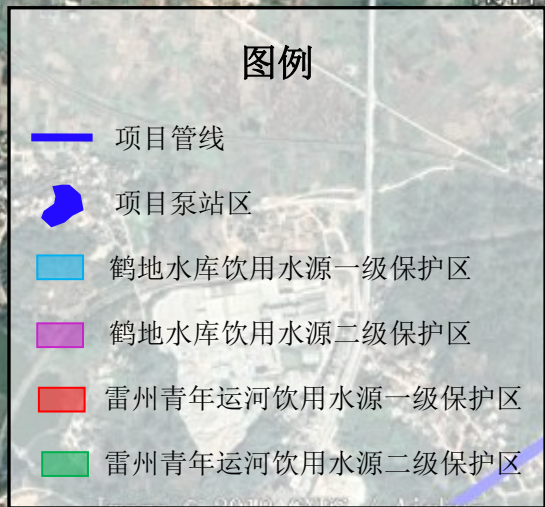 图例
项目管线
项目泵站区
鹤地水库饮用水源一级保护区
鹤地水库饮用水源二级保护区
雷州青年运河饮用水源一级保护区
雷州青年运河饮用水源二级保护区